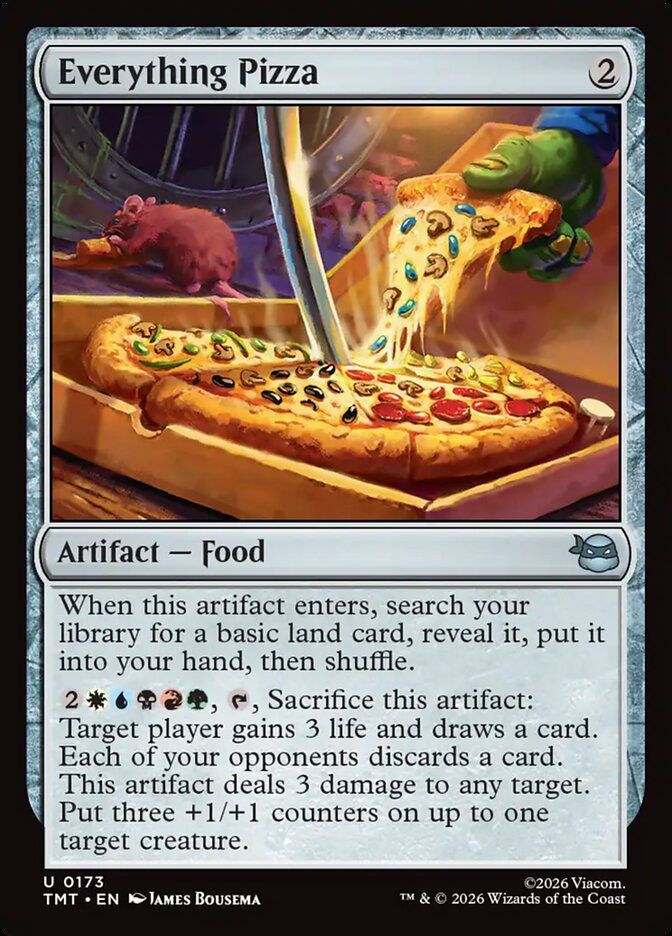 Everything Pizza 2
Artifact — Food
When this artifact enters, search your
library for a basic land card, reveal it, put it
into your hand, then shuffle.
2, , Sacrifice this artifact:
Target player gains 3 life and draws a card.
Each of your opponents discards a card.
This artifact deals 3 damage to any target.
Put three +1/+1 counters on up to one
target creature.
U 0173
TMT • EN JAMES BOUSEMA
©2026 Viacom.
™ & © 2026 Wizards of the Coast